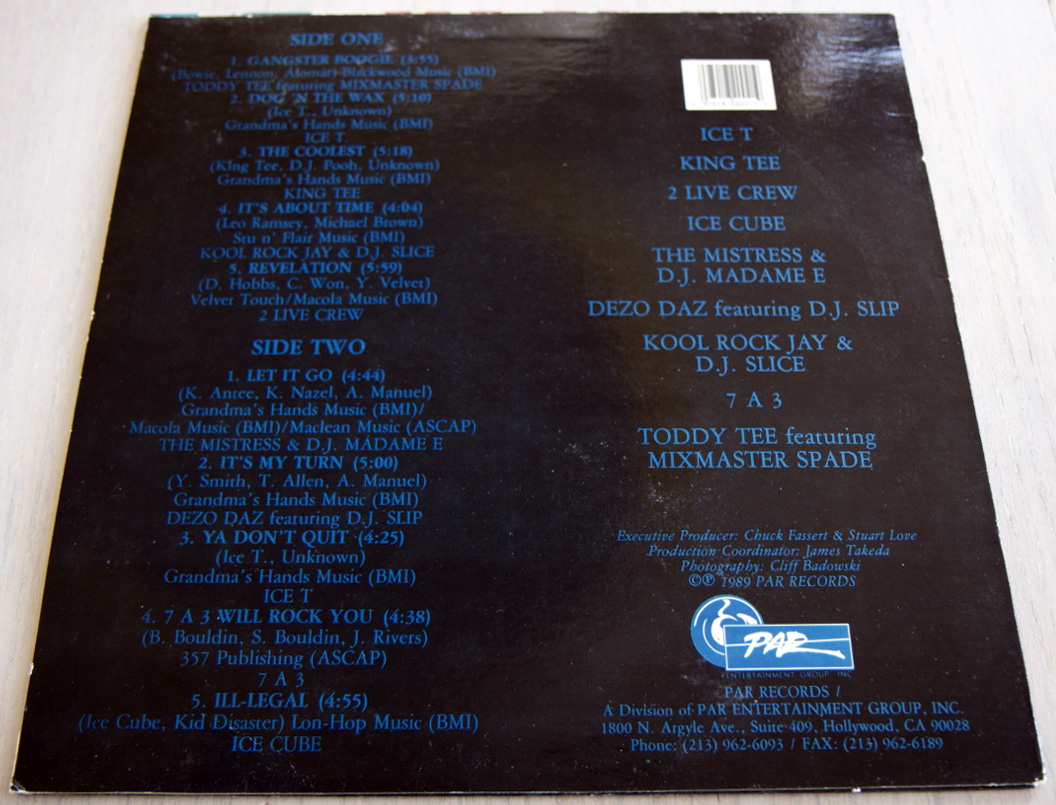 SIDE ONE
1. GANGSTER BOOGIE (3:55)
(Bowie, Lennon, Alomar) Blackwood Music (BMI)
TODDY TEE featuring MIXMASTER SPADE
2. DOG 'N THE WAX (5:10)
(Ice T., Unknown)
Grandma's Hands Music (BMI)
ICE T.
3. THE COOLEST (5:18)
(King Tee, D.J. Pooh, Unknown)
Grandma's Hands Music (BMI)
KING TEE
4. IT'S ABOUT TIME (4:04)
(Leo Ramsey, Michael Brown)
Stu n' Flair Music (BMI)
KOOL ROCK JAY & D.J. SLICE
5. REVELATION (5:59)
(D. Hobbs, C. Won, Y. Velvet)
Velvet Touch/Macola Music (BMI)
2 LIVE CREW
SIDE TWO
1. LET IT GO (4:44)
(K. Antee, K. Nazel, A. Manuel)
Grandma's Hands Music (BMI)/
Macola Music (BMI)/Maclean Music (ASCAP)
THE MISTRESS & D.J. MADAME E
2. IT'S MY TURN (5:00)
(Y. Smith, T. Allen, A. Manuel)
Grandma's Hands Music (BMI)
DEZO DAZ featuring D.J. SLIP
3. YA DON'T QUIT (4:25)
(Ice T., Unknown)
Grandma's Hands Music (BMI)
ICE T
4. 7 A 3 WILL ROCK YOU (4:38)
(B. Bouldin, S. Bouldin, J. Rivers)
357 Publishing (ASCAP)
7 A 3
5. ILL-LEGAL (4:55)
(Ice Cube, Kid Disaster) Lon-Hop Music (BMI)
ICE CUBE
ICE T
KING TEE
2 LIVE CREW
ICE CUBE
THE MISTRESS &
D.J. MADAME E
DEZO DAZ featuring D.J. SLIP
KOOL ROCK JAY &
D.J. SLICE
7 A 3
TODDY TEE featuring
MIXMASTER SPADE
Executive Producer: Chuck Fassert & Stuart Love
Production Coordinator: James Takeda
Photography: Cliff Badowski
©℗ 1989 PAR RECORDS
PAR
ENTERTAINMENT GROUP INC
PAR RECORDS /
A Division of PAR ENTERTAINMENT GROUP, INC.
1800 N. Argyle Ave., Suite 409, Hollywood, CA 90028
Phone: (213) 962-6093 / FAX: (213) 962-6189